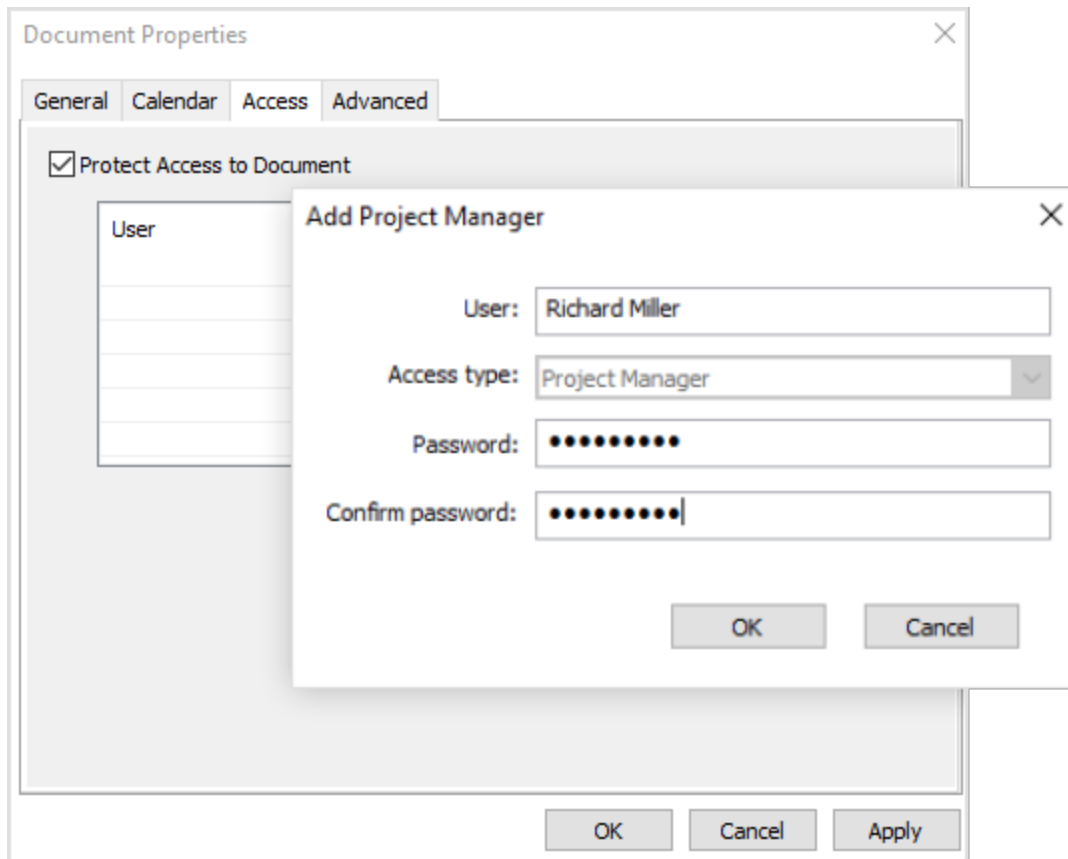 Document Properties
General Calendar Access Advanced
Protect Access to Document
User
Add Project Manager
User: Richard Miller
Access type: Project Manager
Password: •••••••••
Confirm password: •••••••••
OK Cancel
OK Cancel Apply